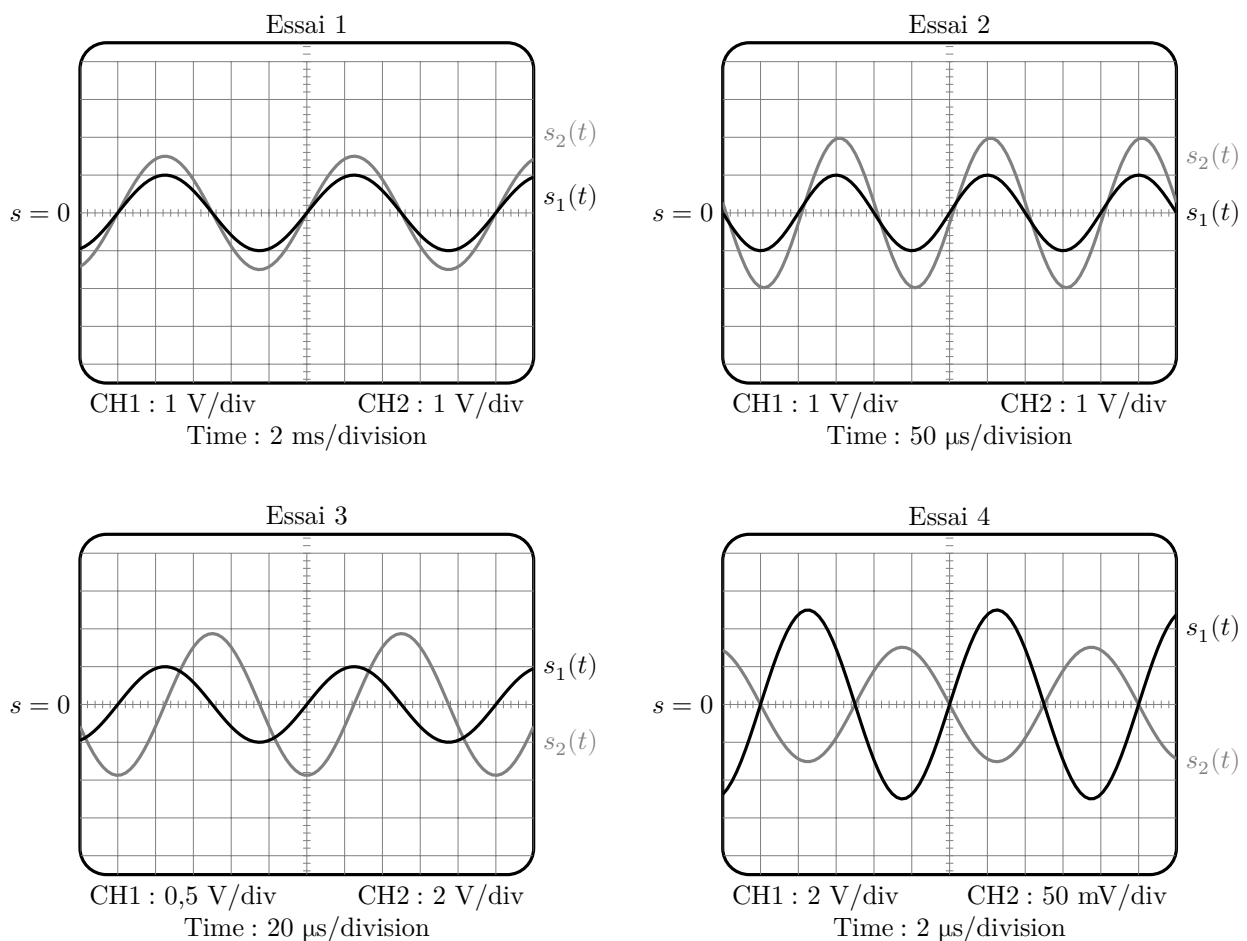 Essai 1
s₂(t)
s₁(t)
s = 0
CH1 : 1 V/div CH2 : 1 V/div
Time : 2 ms/division
Essai 2
s₂(t)
s = 0
s₁(t)
CH1 : 1 V/div CH2 : 1 V/div
Time : 50 µs/division
Essai 3
s₁(t)
s = 0
s₂(t)
CH1 : 0,5 V/div CH2 : 2 V/div
Time : 20 µs/division
Essai 4
s₁(t)
s = 0
s₂(t)
CH1 : 2 V/div CH2 : 50 mV/div
Time : 2 µs/division